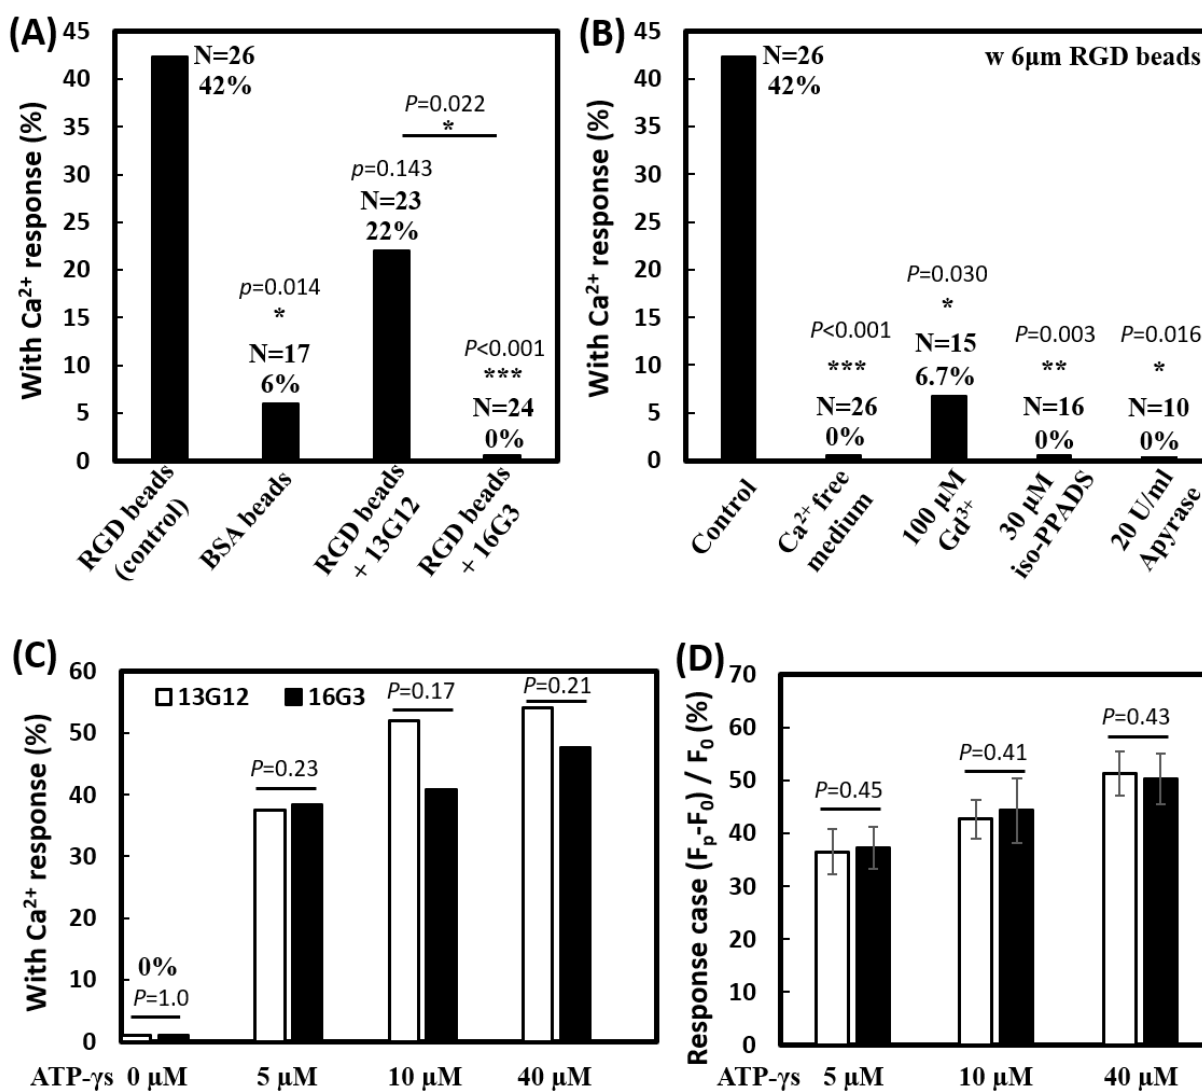 (A)
With Ca²⁺ response (%)
45
40
35
30
25
20
15
10
5
0
N=26
42%
p=0.014
*
N=17
6%
p=0.143
N=23
22%
P=0.022
*
P<0.001
***
N=24
0%
RGD beads
(control)
BSA beads
RGD beads
+ 13G12
RGD beads
+ 16G3
(B)
w 6μm RGD beads
With Ca²⁺ response (%)
45
40
35
30
25
20
15
10
5
0
N=26
42%
P<0.001
***
N=26
0%
P=0.030
*
N=15
6.7%
P=0.003
**
N=16
0%
P=0.016
*
N=10
0%
Control
Ca²⁺ free
medium
100 μM
Gd³⁺
30 μM
iso-PPADS
20 U/ml
Apyrase
(C)
With Ca²⁺ response (%)
60
50
40
30
20
10
0
13G12 16G3
0%
P=1.0
P=0.23
P=0.17
P=0.21
ATP-γs 0 μM 5 μM 10 μM 40 μM
(D)
Response case (Fₚ-F₀) / F₀ (%)
70
60
50
40
30
20
10
0
P=0.45
P=0.41
P=0.43
ATP-γs 5 μM 10 μM 40 μM